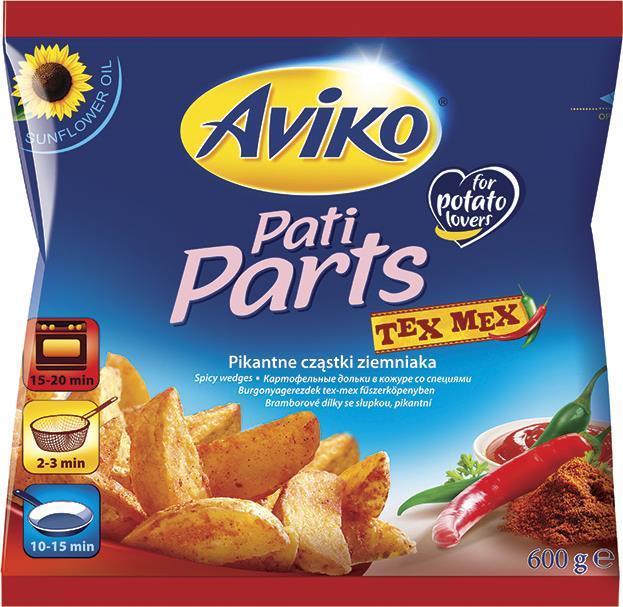 SUNFLOWER OIL
Aviko®
for
potato
lovers
Pati
Parts
TEX MEX
Pikantne cząstki ziemniaka
Spicy wedges • Картофельные дольки в кожуре со специями
Burgonyagerezdek tex-mex fűszerköpenyben
Bramborové dílky se slupkou, pikantní
15-20 min
2-3 min
10-15 min
600 g e